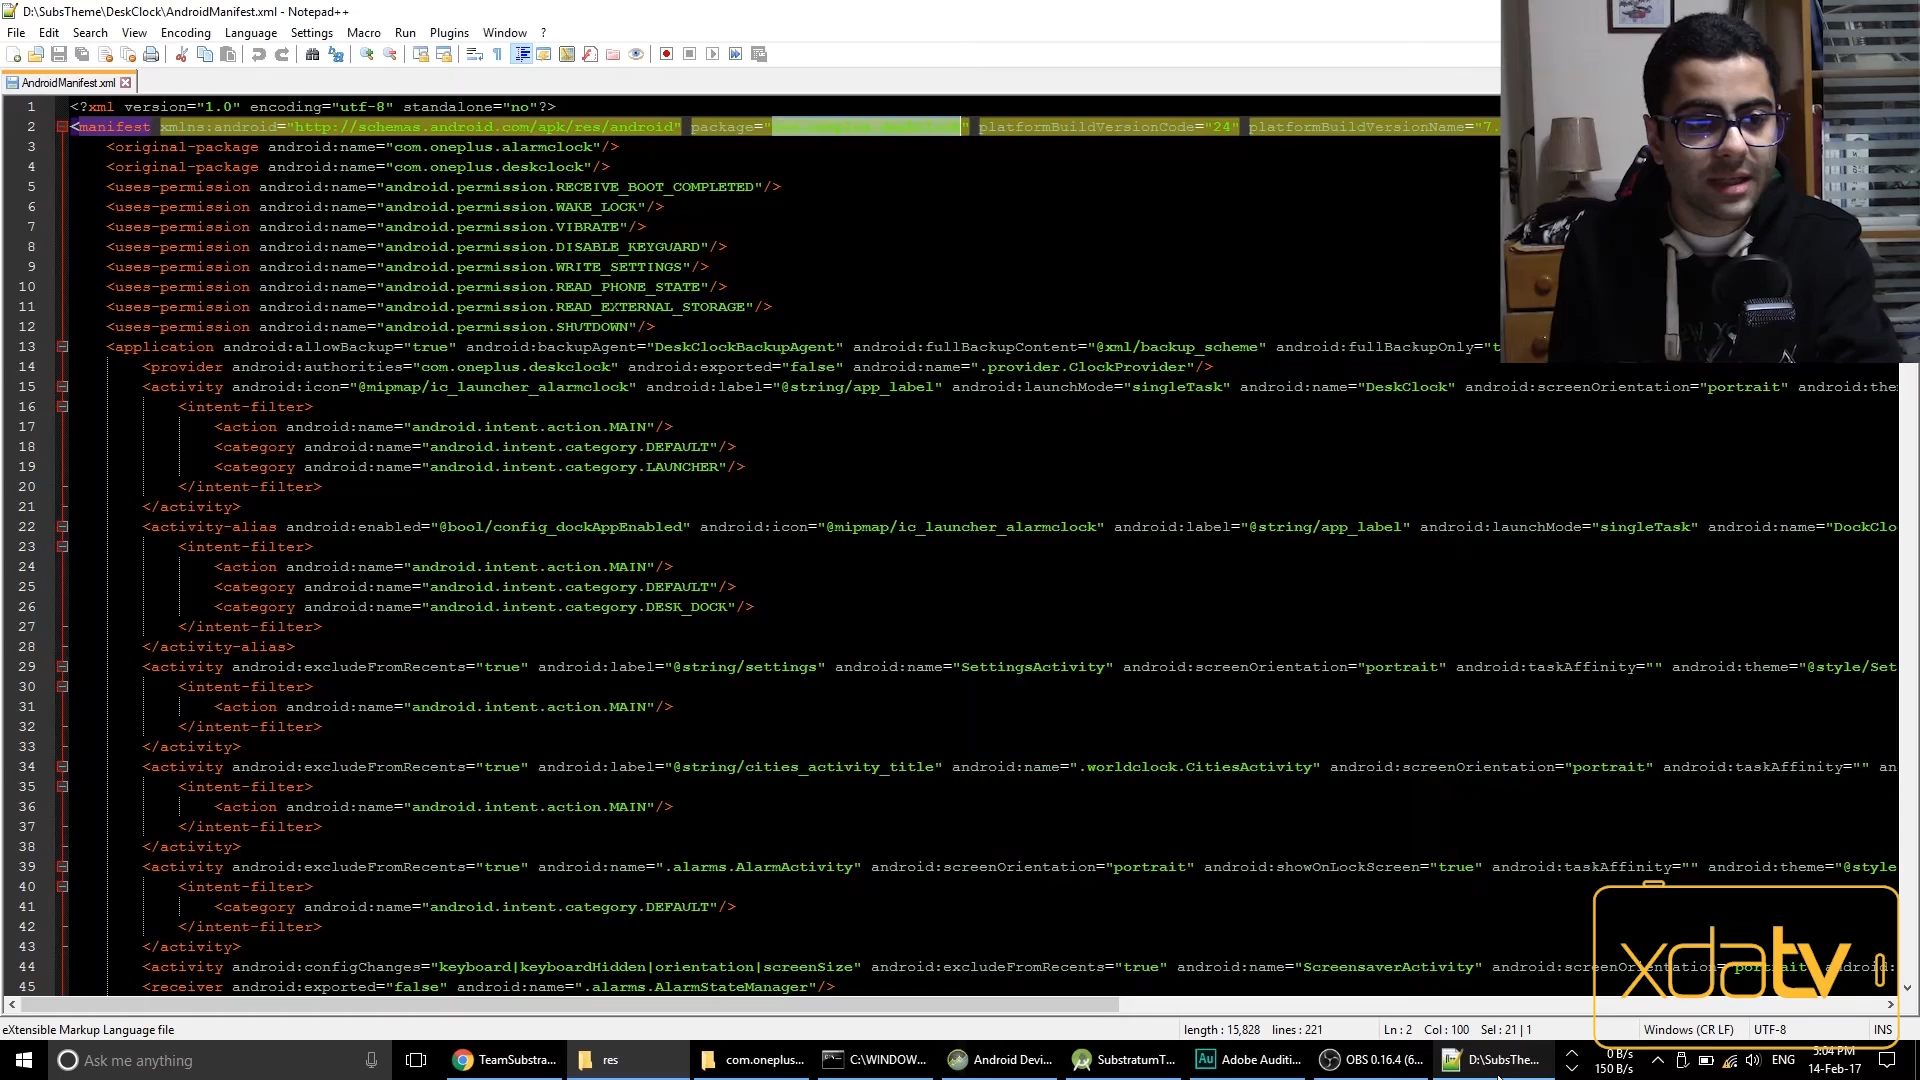 D:\SubsTheme\DeskClock\AndroidManifest.xml - Notepad++
File Edit Search View Encoding Language Settings Macro Run Plugins Window ?
AndroidManifest.xml
1 <?xml version="1.0" encoding="utf-8" standalone="no"?>
2 <manifest xmlns:android="http://schemas.android.com/apk/res/android" package=" " platformBuildVersionCode="24" platformBuildVersionName="7.
3 <original-package android:name="com.oneplus.alarmclock"/>
4 <original-package android:name="com.oneplus.deskclock"/>
5 <uses-permission android:name="android.permission.RECEIVE_BOOT_COMPLETED"/>
6 <uses-permission android:name="android.permission.WAKE_LOCK"/>
7 <uses-permission android:name="android.permission.VIBRATE"/>
8 <uses-permission android:name="android.permission.DISABLE_KEYGUARD"/>
9 <uses-permission android:name="android.permission.WRITE_SETTINGS"/>
10 <uses-permission android:name="android.permission.READ_PHONE_STATE"/>
11 <uses-permission android:name="android.permission.READ_EXTERNAL_STORAGE"/>
12 <uses-permission android:name="android.permission.SHUTDOWN"/>
13 <application android:allowBackup="true" android:backupAgent="DeskClockBackupAgent" android:fullBackupContent="@xml/backup_scheme" android:fullBackupOnly="t
14 <provider android:authorities="com.oneplus.deskclock" android:exported="false" android:name=".provider.ClockProvider"/>
15 <activity android:icon="@mipmap/ic_launcher_alarmclock" android:label="@string/app_label" android:launchMode="singleTask" android:name="DeskClock" android:screenOrientation="portrait" android:the
16 <intent-filter>
17 <action android:name="android.intent.action.MAIN"/>
18 <category android:name="android.intent.category.DEFAULT"/>
19 <category android:name="android.intent.category.LAUNCHER"/>
20 </intent-filter>
21 </activity>
22 <activity-alias android:enabled="@bool/config_dockAppEnabled" android:icon="@mipmap/ic_launcher_alarmclock" android:label="@string/app_label" android:launchMode="singleTask" android:name="DockClo
23 <intent-filter>
24 <action android:name="android.intent.action.MAIN"/>
25 <category android:name="android.intent.category.DEFAULT"/>
26 <category android:name="android.intent.category.DESK_DOCK"/>
27 </intent-filter>
28 </activity-alias>
29 <activity android:excludeFromRecents="true" android:label="@string/settings" android:name="SettingsActivity" android:screenOrientation="portrait" android:taskAffinity="" android:theme="@style/Set
30 <intent-filter>
31 <action android:name="android.intent.action.MAIN"/>
32 </intent-filter>
33 </activity>
34 <activity android:excludeFromRecents="true" android:label="@string/cities_activity_title" android:name=".worldclock.CitiesActivity" android:screenOrientation="portrait" android:taskAffinity="" an
35 <intent-filter>
36 <action android:name="android.intent.action.MAIN"/>
37 </intent-filter>
38 </activity>
39 <activity android:excludeFromRecents="true" android:name=".alarms.AlarmActivity" android:screenOrientation="portrait" android:showOnLockScreen="true" android:taskAffinity="" android:theme="@style
40 <intent-filter>
41 <category android:name="android.intent.category.DEFAULT"/>
42 </intent-filter>
43 </activity>
44 <activity android:configChanges="keyboard|keyboardHidden|orientation|screenSize" android:excludeFromRecents="true" android:name="ScreensaverActivity" android:screenOrientation="portrait" android:
45 <receiver android:exported="false" android:name=".alarms.AlarmStateManager"/>
xdatv
eXtensible Markup Language file length : 15,828 lines : 221 Ln : 2 Col : 100 Sel : 21 | 1 Windows (CR LF) UTF-8 INS
Ask me anything TeamSubstra... res com.oneplus... C:\WINDOW... Android Devi... SubstratumT... Au Adobe Auditi... OBS 0.16.4 (6... D:\SubsThe... 0 B/s ENG 5:04 PM
150 B/s 14-Feb-17